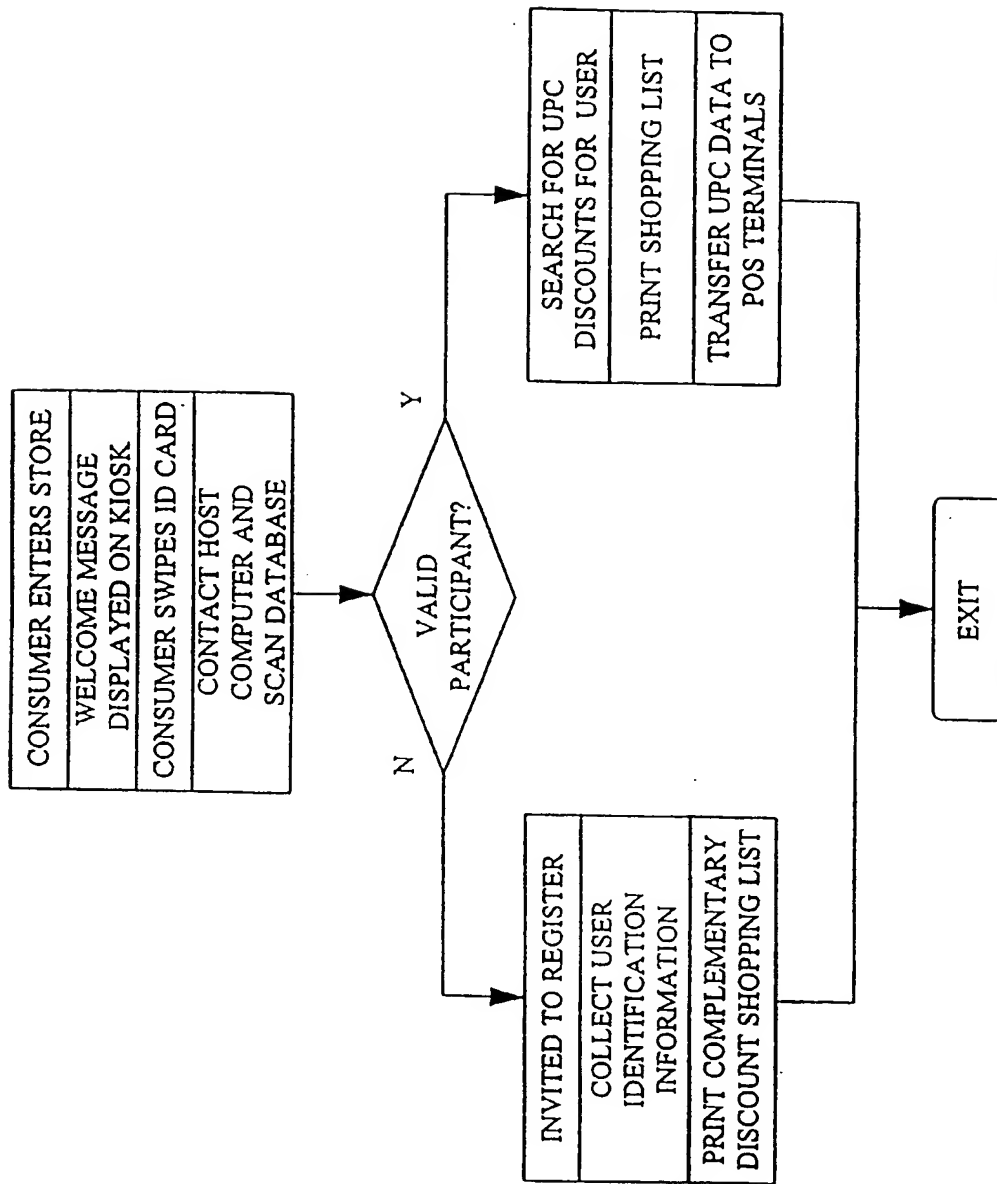 CONSUMER ENTERS STORE
WELCOME MESSAGE
DISPLAYED ON KIOSK
CONSUMER SWIPES ID CARD
CONTACT HOST
COMPUTER AND
SCAN DATABASE
VALID
PARTICIPANT?
N
Y
INVITED TO REGISTER
COLLECT USER
IDENTIFICATION
INFORMATION
PRINT COMPLEMENTARY
DISCOUNT SHOPPING LIST
SEARCH FOR UPC
DISCOUNTS FOR USER
PRINT SHOPPING LIST
TRANSFER UPC DATA TO
POS TERMINALS
EXIT